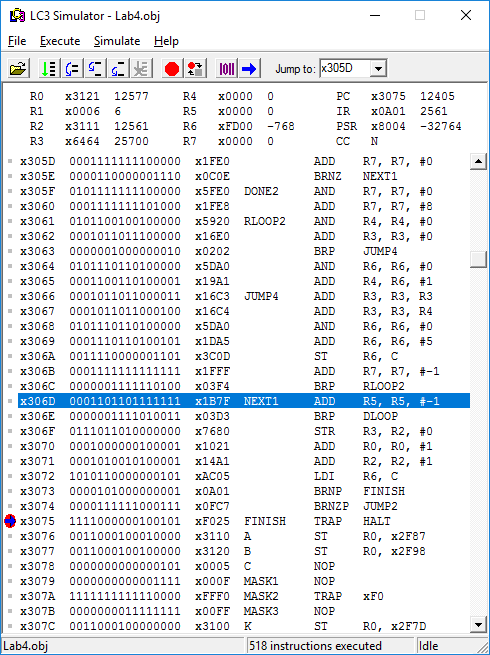 LC3 Simulator - Lab4.obj
File Execute Simulate Help
Jump to: x305D
R0 x3121 12577 R4 x0000 0 PC x3075 12405
R1 x0006 6 R5 x0000 0 IR x0A01 2561
R2 x3111 12561 R6 xFD00 -768 PSR x8004 -32764
R3 x6464 25700 R7 x0000 0 CC N
x305D 0001111111100000 x1FE0 ADD R7, R7, #0
x305E 0000110000001110 x0C0E BRNZ NEXT1
x305F 0101111111100000 x5FE0 DONE2 AND R7, R7, #0
x3060 0001111111101000 x1FE8 ADD R7, R7, #8
x3061 0101100100100000 x5920 RLOOP2 AND R4, R4, #0
x3062 0001011011100000 x16E0 ADD R3, R3, #0
x3063 0000001000000010 x0202 BRP JUMP4
x3064 0101110110100000 x5DA0 AND R6, R6, #0
x3065 0001100110100001 x19A1 ADD R4, R6, #1
x3066 0001011011000011 x16C3 JUMP4 ADD R3, R3, R3
x3067 0001011011000100 x16C4 ADD R3, R3, R4
x3068 0101110110100000 x5DA0 AND R6, R6, #0
x3069 0001110110100101 x1DA5 ADD R6, R6, #5
x306A 0011110000001101 x3C0D ST R6, C
x306B 0001111111111111 x1FFF ADD R7, R7, #-1
x306C 0000001111110100 x03F4 BRP RLOOP2
x306D 0001101101111111 x1B7F NEXT1 ADD R5, R5, #-1
x306E 0000001111010011 x03D3 BRP DLOOP
x306F 0111011010000000 x7680 STR R3, R2, #0
x3070 0001000000100001 x1021 ADD R0, R0, #1
x3071 0001010010100001 x14A1 ADD R2, R2, #1
x3072 1010110000000101 xAC05 LDI R6, C
x3073 0000101000000001 x0A01 BRNP FINISH
x3074 0000111111000111 x0FC7 BRNZP JUMP2
x3075 1111000000100101 xF025 FINISH TRAP HALT
x3076 0011000100010000 x3110 A ST R0, x2F87
x3077 0011000100100000 x3120 B ST R0, x2F98
x3078 0000000000000101 x0005 C NOP
x3079 0000000000001111 x000F MASK1 NOP
x307A 1111111111110000 xFFF0 MASK2 TRAP xF0
x307B 0000000011111111 x00FF MASK3 NOP
x307C 0011000100000000 x3100 K ST R0, x2F7D
Lab4.obj 518 instructions executed Idle